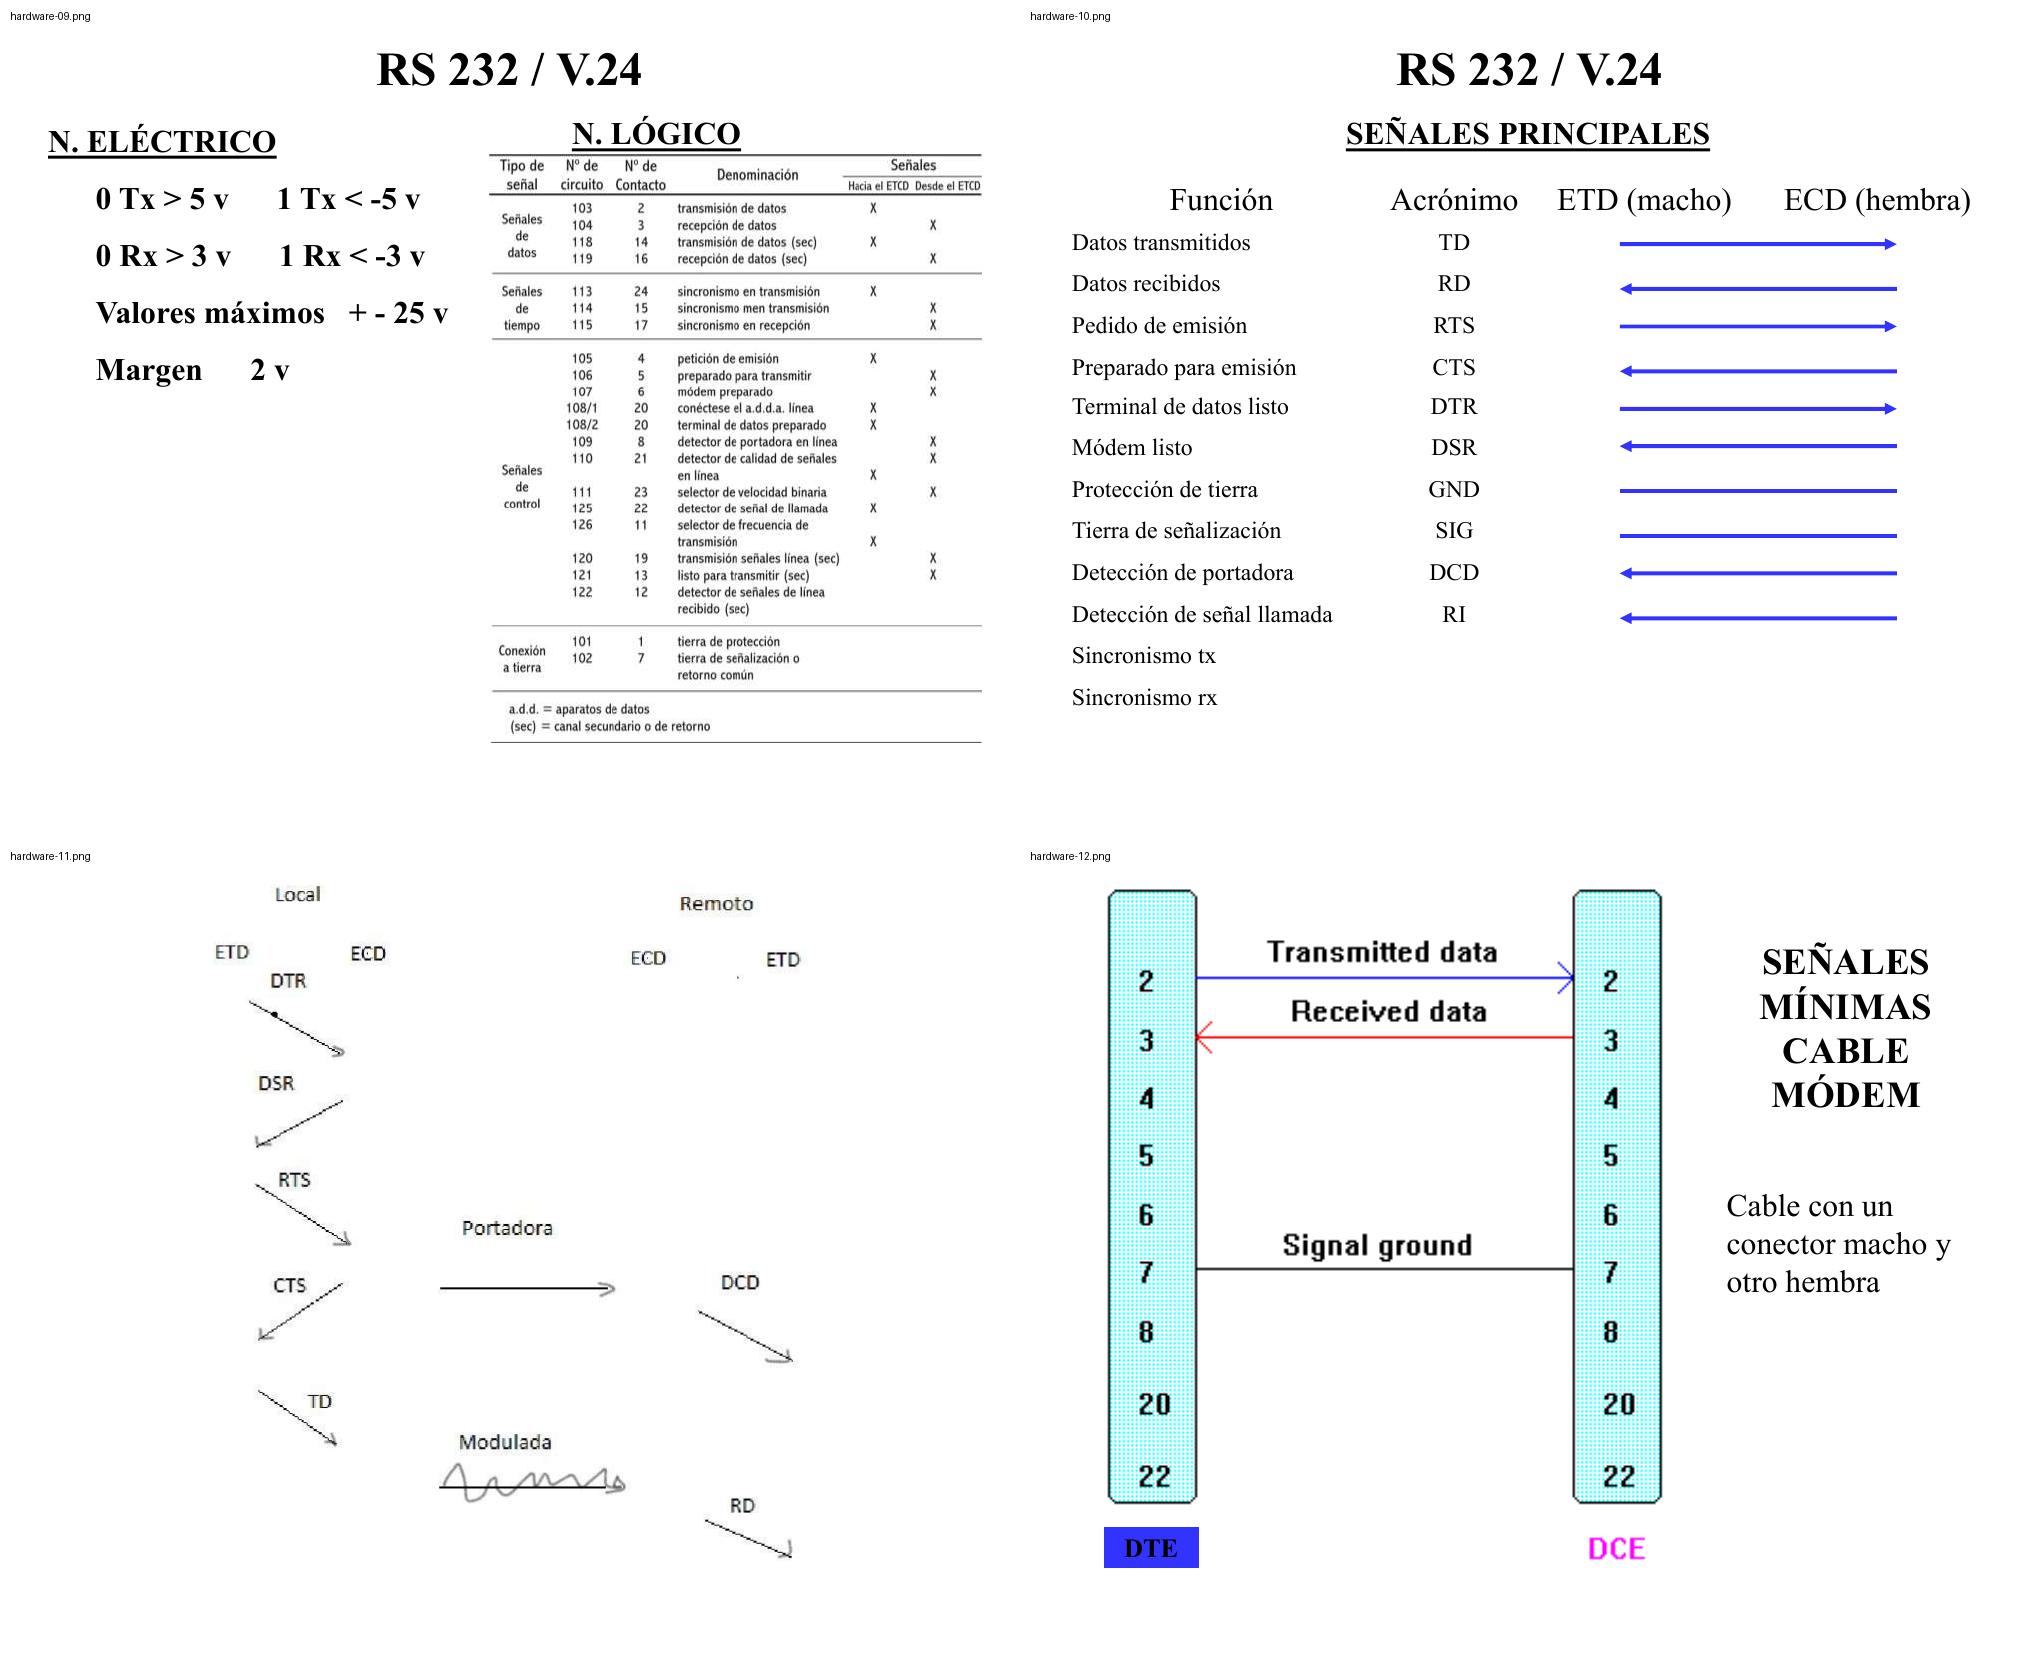 hardware-09.png
RS 232 / V.24
N. ELÉCTRICO
0 Tx > 5 v 1 Tx < -5 v
0 Rx > 3 v 1 Rx < -3 v
Valores máximos + - 25 v
Margen 2 v
N. LÓGICO
Tipo de señal Nº de circuito Nº de Contacto Denominación Señales
Hacia el ETCD Desde el ETCD
Señales de datos
103 2 transmisión de datos X
104 3 recepción de datos X
118 14 transmisión de datos (sec) X
119 16 recepción de datos (sec) X
Señales de tiempo
113 24 sincronismo en transmisión X
114 15 sincronismo men transmisión X
115 17 sincronismo en recepción X
Señales de control
105 4 petición de emisión X
106 5 preparado para transmitir X
107 6 módem preparado X
108/1 20 conéctese el a.d.d.a. línea X
108/2 20 terminal de datos preparado X
109 8 detector de portadora en línea X
110 21 detector de calidad de señales X
en línea X
111 23 selector de velocidad binaria X
125 22 detector de señal de llamada X
126 11 selector de frecuencia de
transmisión X
120 19 transmisión señales línea (sec) X
121 13 listo para transmitir (sec) X
122 12 detector de señales de línea
recibido (sec)
Conexión a tierra
101 1 tierra de protección
102 7 tierra de señalización o
retorno común
a.d.d. = aparatos de datos
(sec) = canal secundario o de retorno
hardware-10.png
RS 232 / V.24
SEÑALES PRINCIPALES
Función Acrónimo ETD (macho) ECD (hembra)
Datos transmitidos TD
Datos recibidos RD
Pedido de emisión RTS
Preparado para emisión CTS
Terminal de datos listo DTR
Módem listo DSR
Protección de tierra GND
Tierra de señalización SIG
Detección de portadora DCD
Detección de señal llamada RI
Sincronismo tx
Sincronismo rx
hardware-11.png
Local
Remoto
ETD ECD ECD ETD
DTR
DSR
RTS
Portadora
CTS
DCD
TD
Modulada
RD
hardware-12.png
Transmitted data
2 2
Received data
3 3
4 4
5 5
6 6
Signal ground
7 7
8 8
20 20
22 22
DTE DCE
SEÑALES
MÍNIMAS
CABLE
MÓDEM
Cable con un
conector macho y
otro hembra